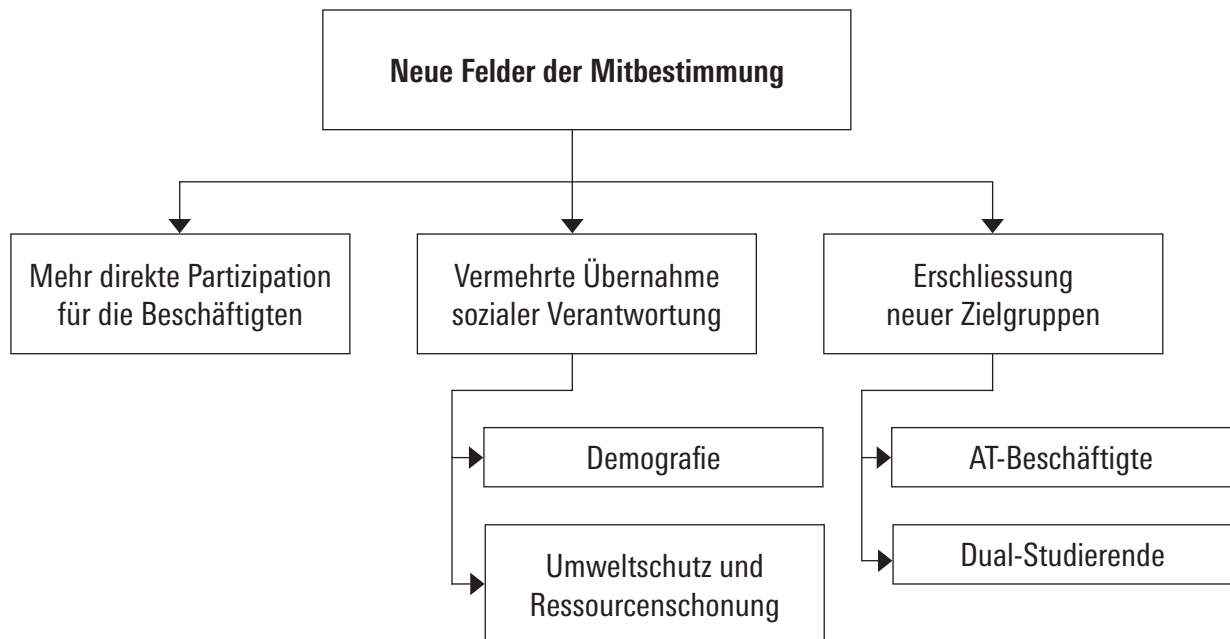 Neue Felder der Mitbestimmung
Mehr direkte Partizipation
für die Beschäftigten
Vermehrte Übernahme
sozialer Verantwortung
Erschliessung
neuer Zielgruppen
Demografie
Umweltschutz und
Ressourcenschonung
AT-Beschäftigte
Dual-Studierende